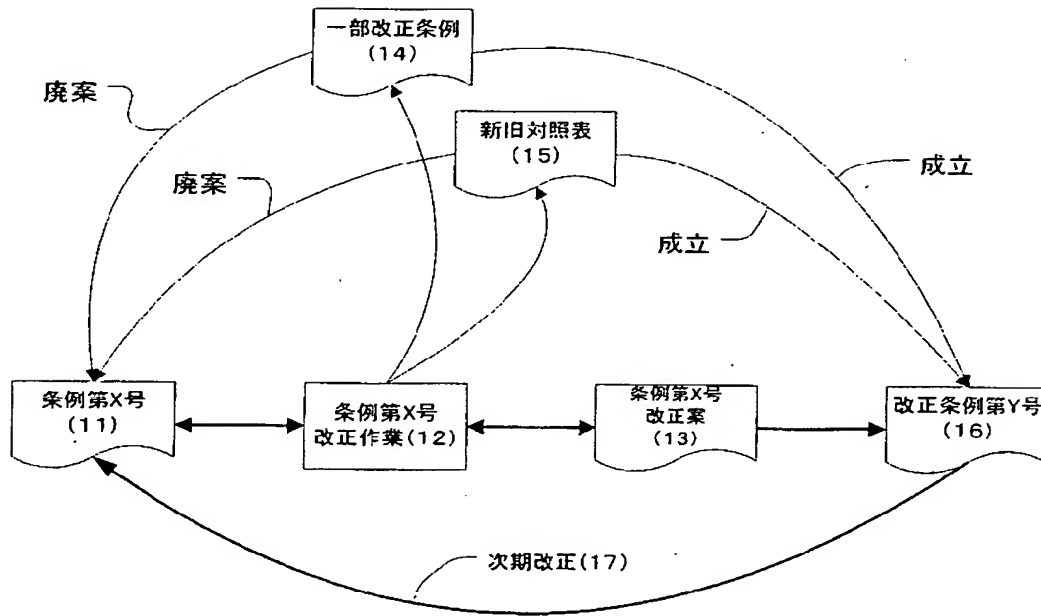 一部改正条例
(14)
廃案
新旧対照表
(15)
廃案
成立
成立
条例第X号
(11)
条例第X号
改正作業(12)
条例第X号
改正案
(13)
改正条例第Y号
(16)
次期改正(17)